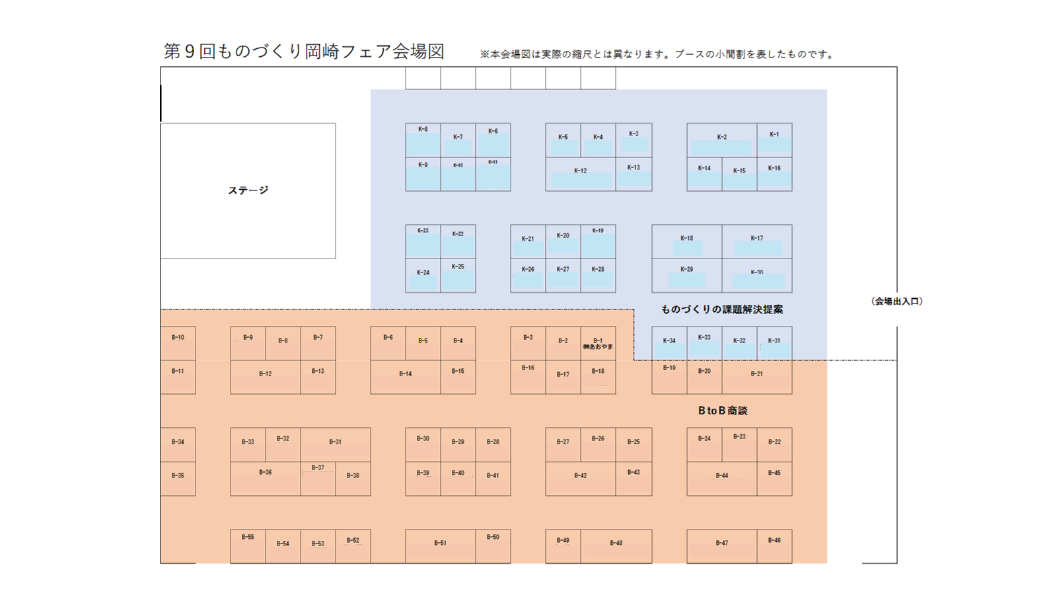 第９回ものづくり岡崎フェア会場図 ※本会場図は実際の縮尺とは異なります。ブースの小間割を表したものです。
K-8 K-7 K-6 K-5 K-4 K-3 K-2 K-1
K-9 K-10 K-11 K-12 K-13 K-14 K-15 K-16
ステージ
K-23 K-22 K-21 K-20 K-19 K-18 K-17
K-24 K-25 K-26 K-27 K-28 K-29 K-30
（会場出入口）
ものづくりの課題解決提案
B-10 B-9 B-8 B-7 B-6 B-5 B-4 B-3 B-2 B-1 K-34 K-33 K-32 K-31
㈱あおやま
B-11 B-12 B-13 B-14 B-15 B-16 B-17 B-18 B-19 B-20 B-21
BtoB商談
B-34 B-33 B-32 B-31 B-30 B-29 B-28 B-27 B-26 B-25 B-24 B-23 B-22
B-35 B-36 B-37 B-38 B-39 B-40 B-41 B-42 B-43 B-44 B-45
B-55 B-54 B-53 B-52 B-51 B-50 B-49 B-48 B-47 B-46